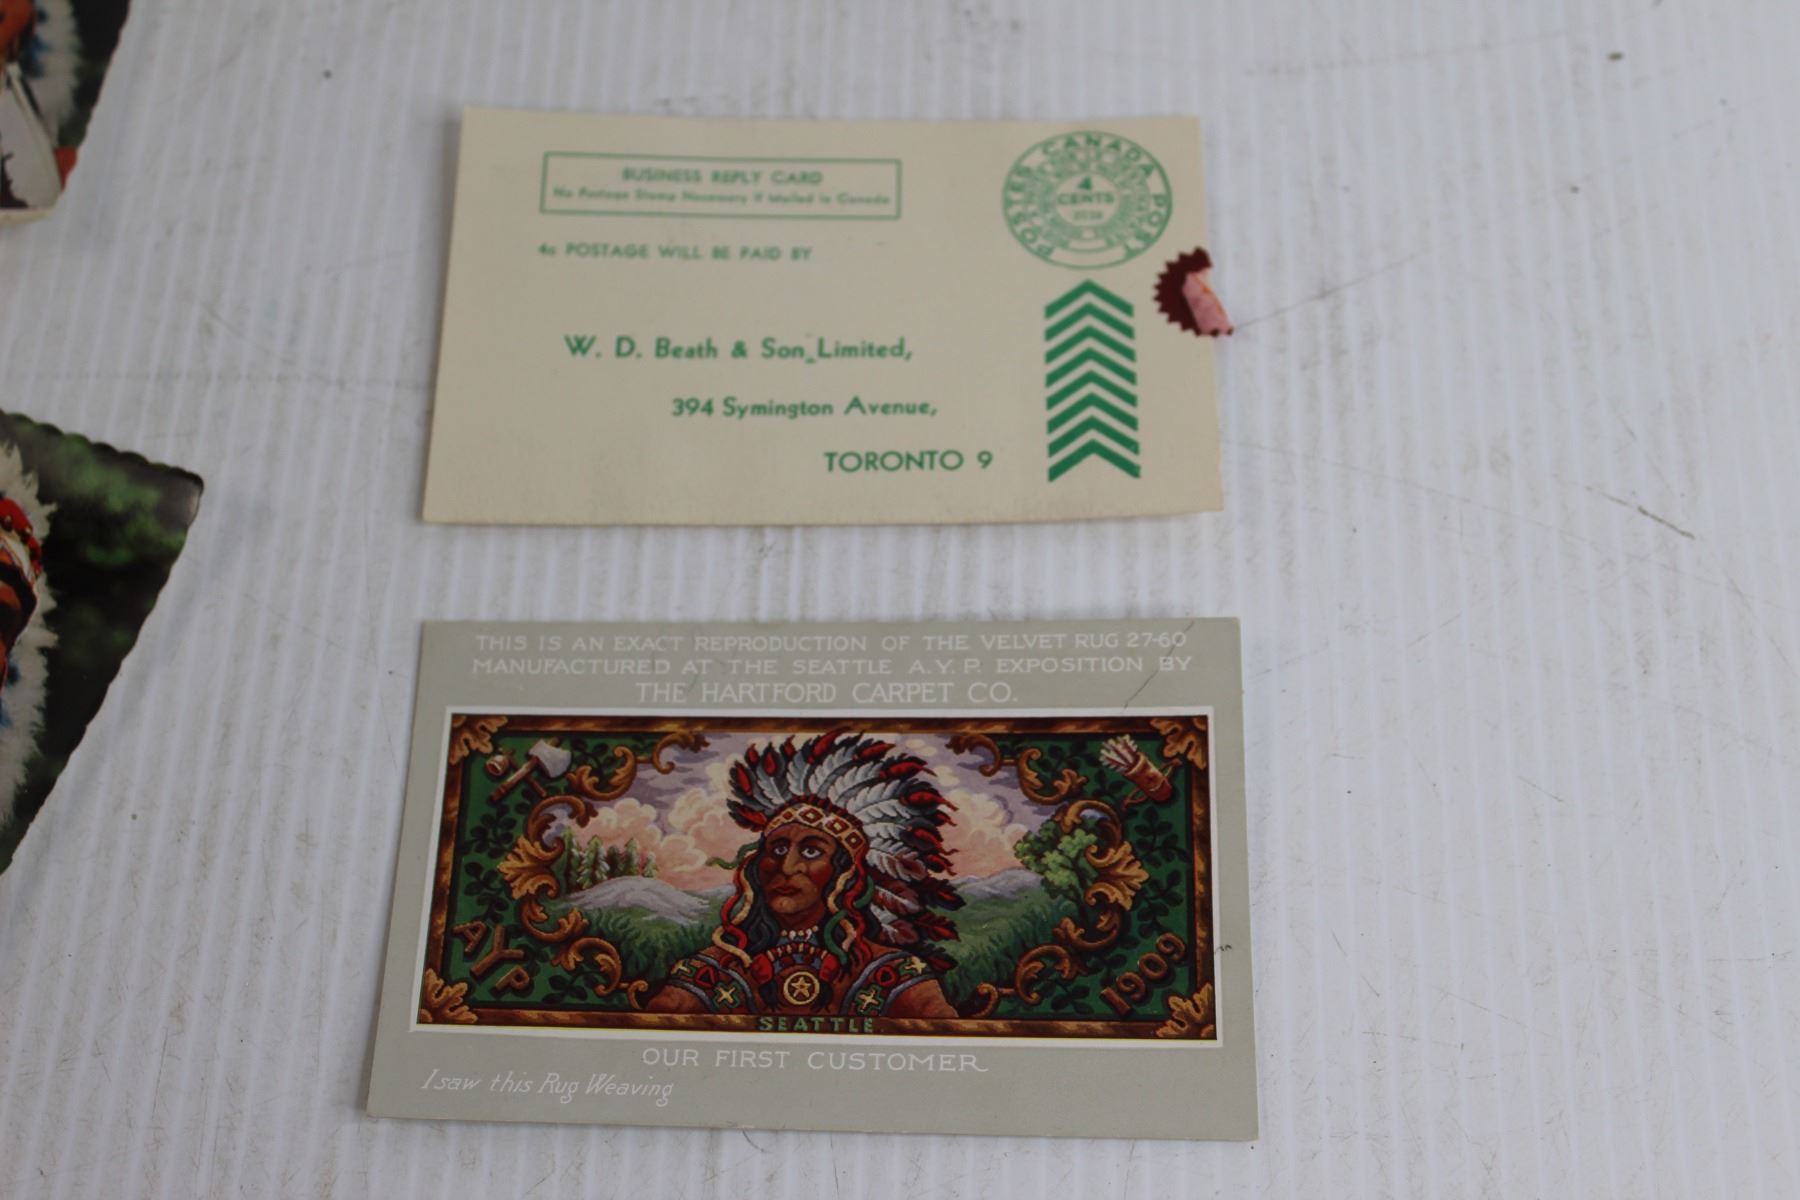 BUSINESS REPLY CARD
No Postage Stamp Necessary if Mailed in Canada
4c POSTAGE WILL BE PAID BY
CANADA POST
POSTES
4
CENTS
W. D. Beath & Son Limited,
394 Symington Avenue,
TORONTO 9
THIS IS AN EXACT REPRODUCTION OF THE VELVET RUG 27-60
MANUFACTURED AT THE SEATTLE A.Y.P. EXPOSITION BY
THE HARTFORD CARPET CO.
AYP
1909
SEATTLE
OUR FIRST CUSTOMER
I saw this Rug Weaving